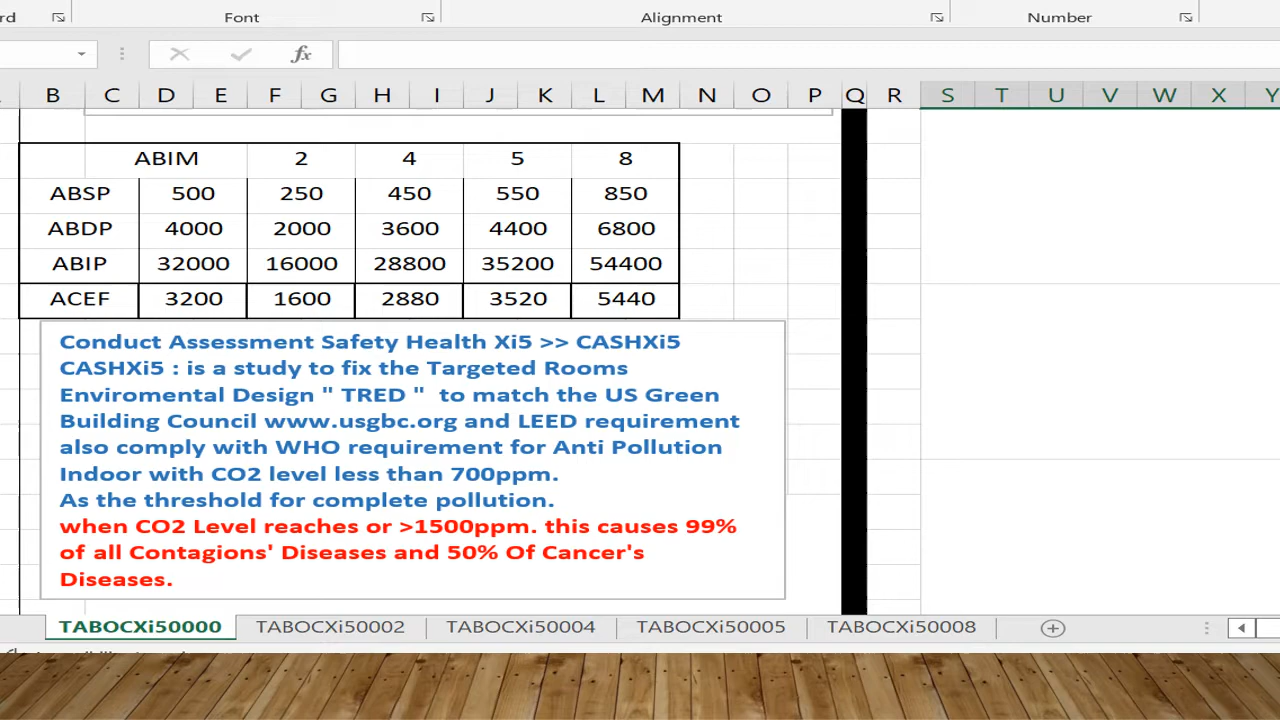 rd Font Alignment Number
fx
B C D E F G H I J K L M N O P Q R S T U V W X Y
ABIM 2 4 5 8
ABSP 500 250 450 550 850
ABDP 4000 2000 3600 4400 6800
ABIP 32000 16000 28800 35200 54400
ACEF 3200 1600 2880 3520 5440
Conduct Assessment Safety Health Xi5 >> CASHXi5
CASHXi5 : is a study to fix the Targeted Rooms
Enviromental Design " TRED " to match the US Green
Building Council www.usgbc.org and LEED requirement
also comply with WHO requirement for Anti Pollution
Indoor with CO2 level less than 700ppm.
As the threshold for complete pollution.
when CO2 Level reaches or >1500ppm. this causes 99%
of all Contagions' Diseases and 50% Of Cancer's
Diseases.
TABOCXi50000 TABOCXi50002 TABOCXi50004 TABOCXi50005 TABOCXi50008